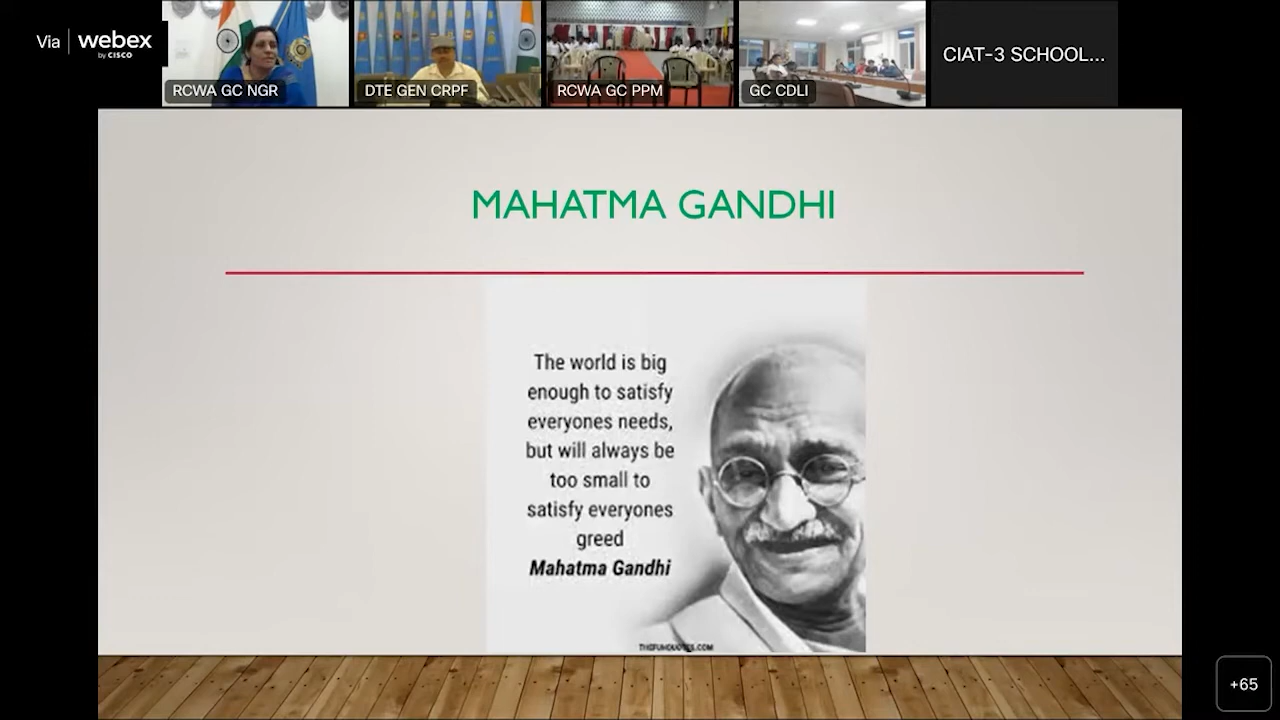 Via webex
by CISCO
RCWA GC NGR
DTE GEN CRPF
RCWA GC PPM
GC CDLI
CIAT-3 SCHOOL...
MAHATMA GANDHI
The world is big
enough to satisfy
everyones needs,
but will always be
too small to
satisfy everyones
greed
Mahatma Gandhi
+65